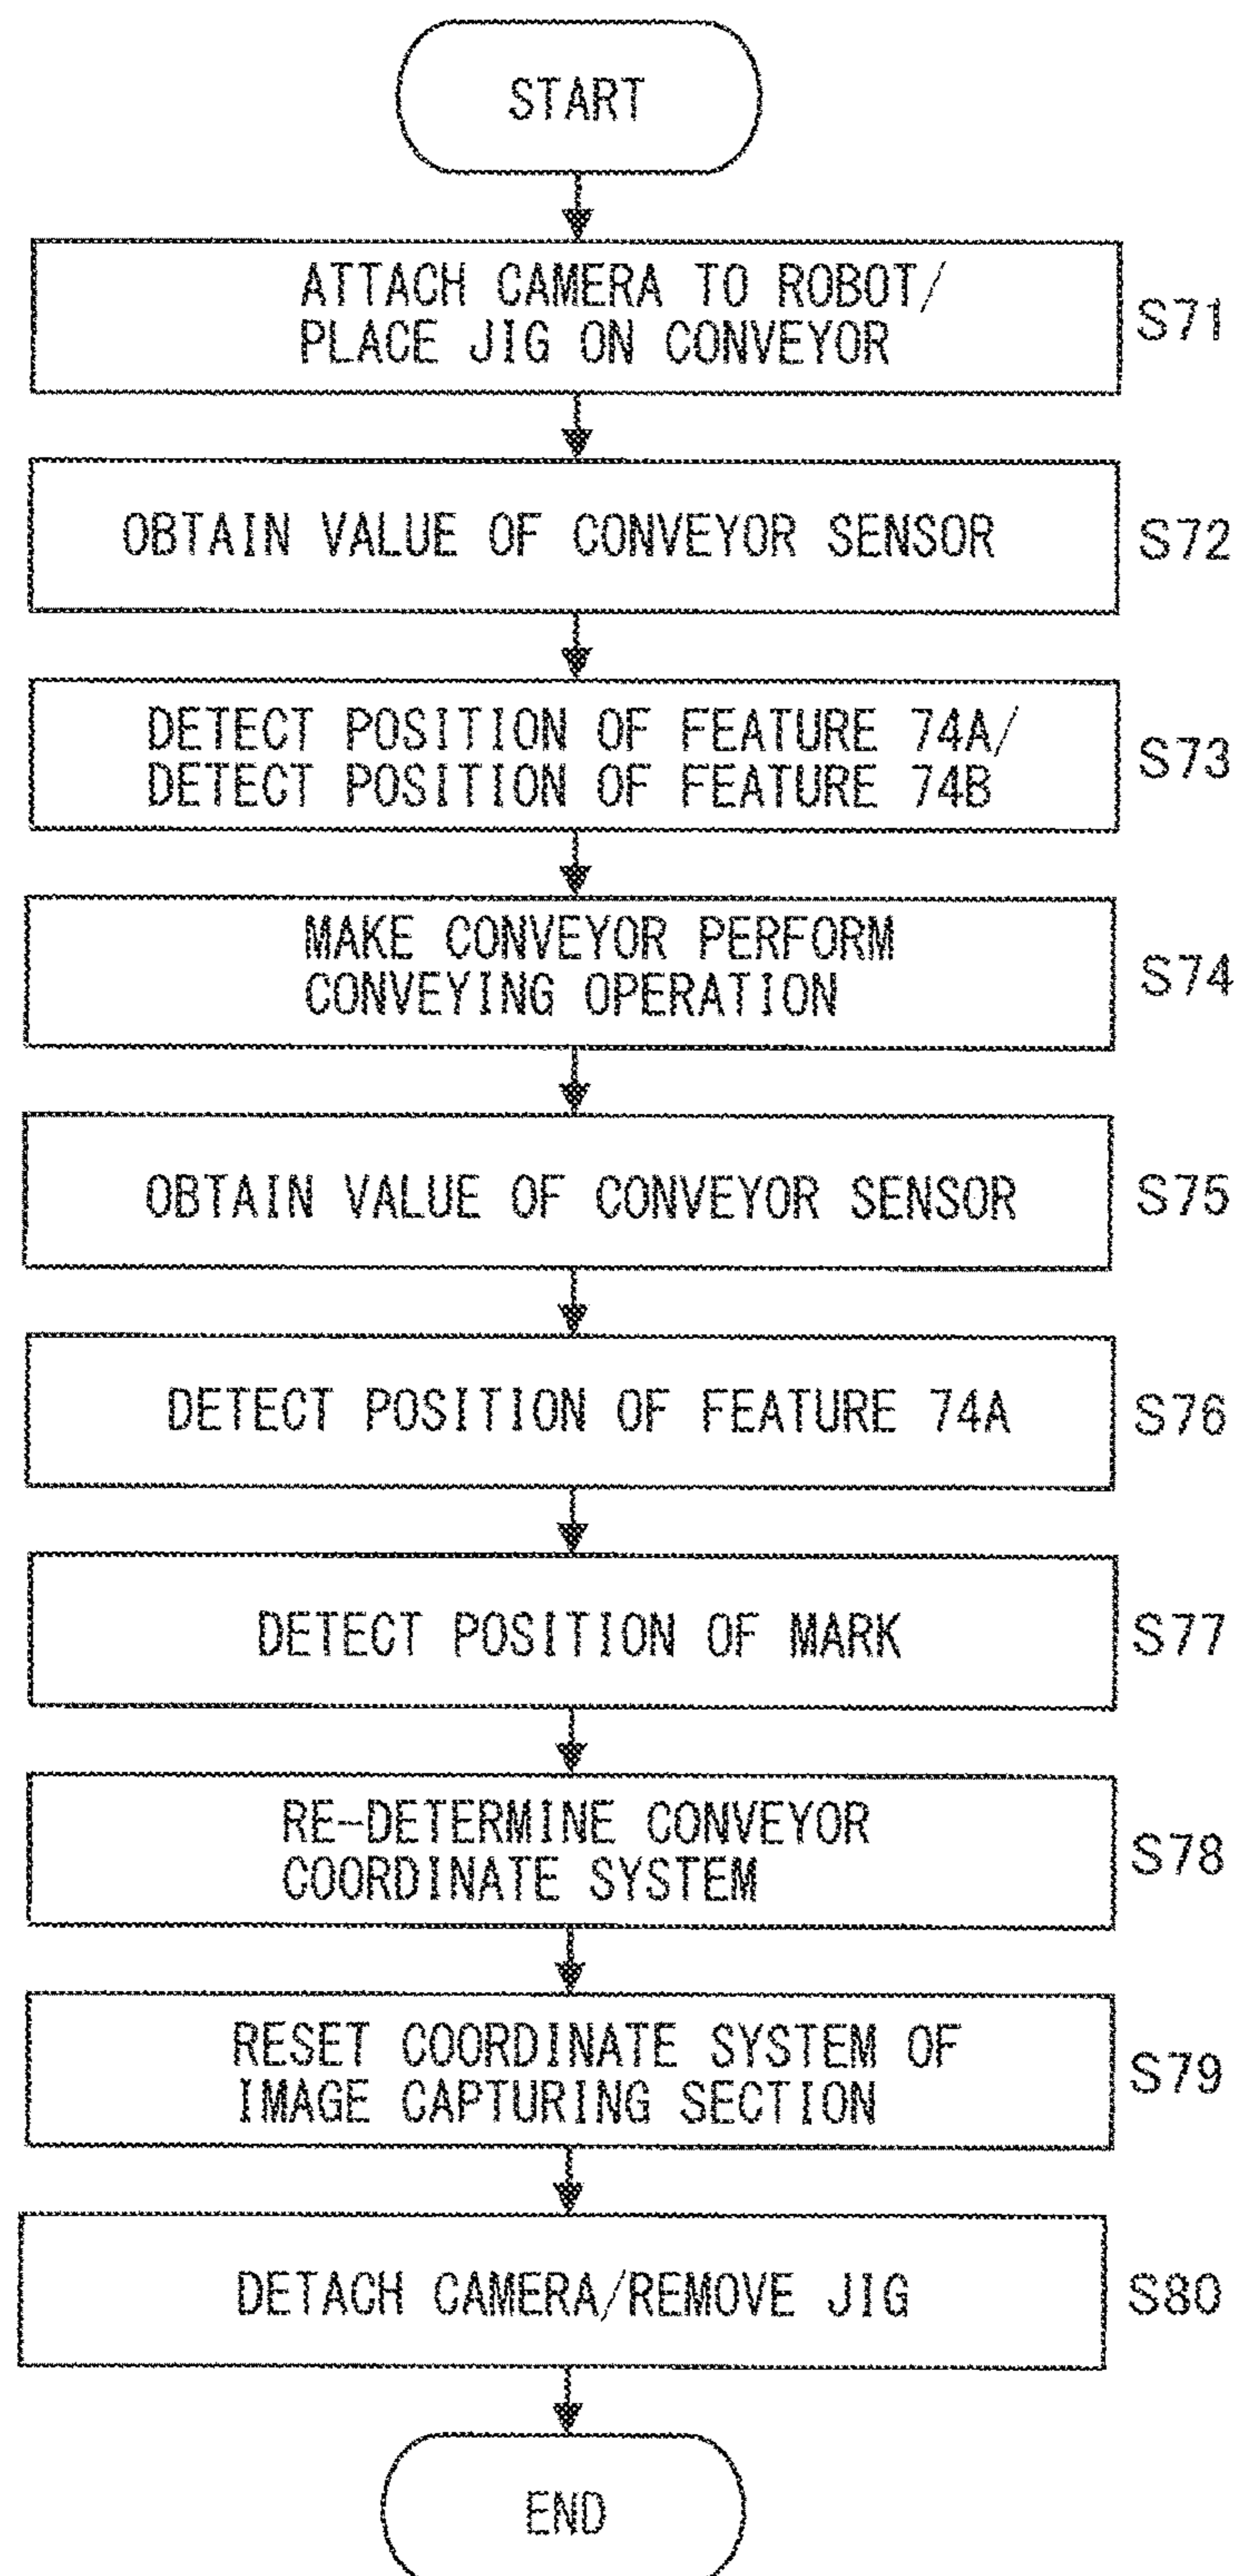 START
ATTACH CAMERA TO ROBOT/
PLACE JIG ON CONVEYOR
S71
OBTAIN VALUE OF CONVEYOR SENSOR
S72
DETECT POSITION OF FEATURE 74A/
DETECT POSITION OF FEATURE 74B
S73
MAKE CONVEYOR PERFORM
CONVEYING OPERATION
S74
OBTAIN VALUE OF CONVEYOR SENSOR
S75
DETECT POSITION OF FEATURE 74A
S76
DETECT POSITION OF MARK
S77
RE-DETERMINE CONVEYOR
COORDINATE SYSTEM
S78
RESET COORDINATE SYSTEM OF
IMAGE CAPTURING SECTION
S79
DETACH CAMERA/REMOVE JIG
S80
END